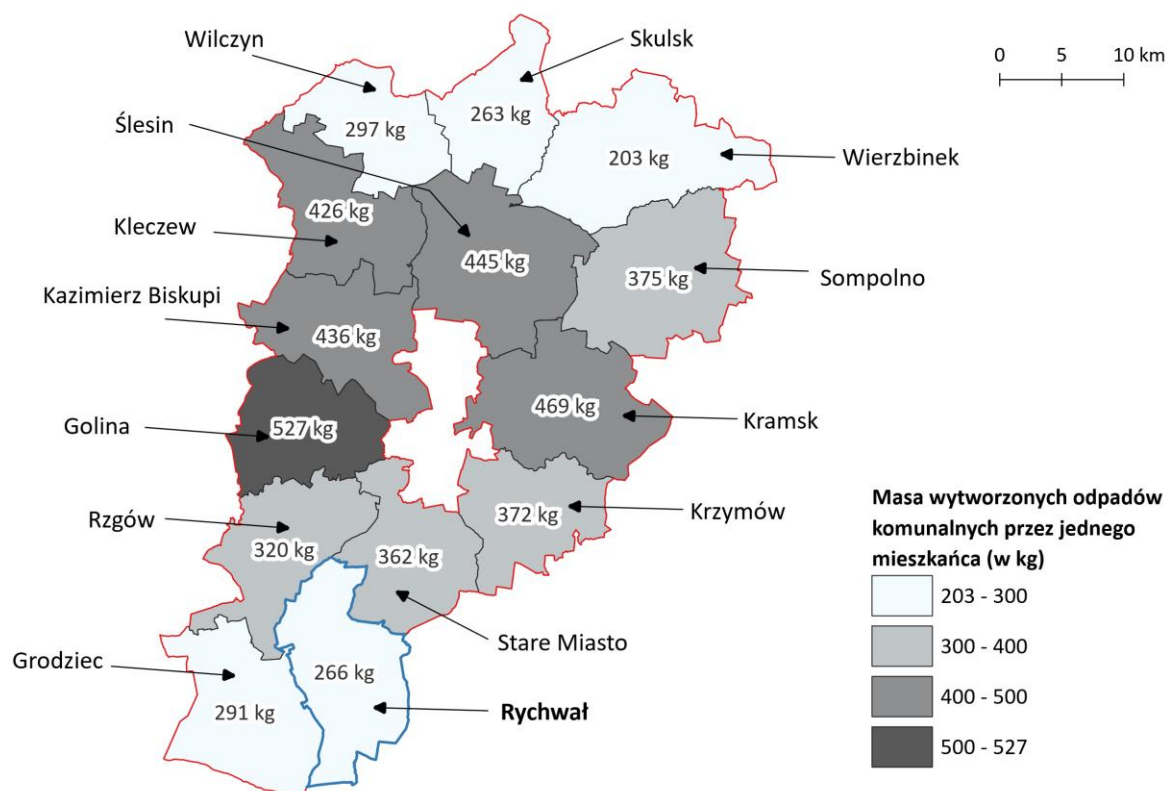 Wilczyn
Skulsk
0 5 10 km
297 kg
263 kg
Ślesin
203 kg
Wierzbinek
426 kg
Kleczew
445 kg
375 kg
Sompolno
Kazimierz Biskupi
436 kg
469 kg
Kramsk
Golina
527 kg
Rzgów
320 kg
362 kg
372 kg
Krzymów
Stare Miasto
Grodziec
291 kg
266 kg
Rychwał
Masa wytworzonych odpadów
komunalnych przez jednego
mieszkańca (w kg)
203 - 300
300 - 400
400 - 500
500 - 527